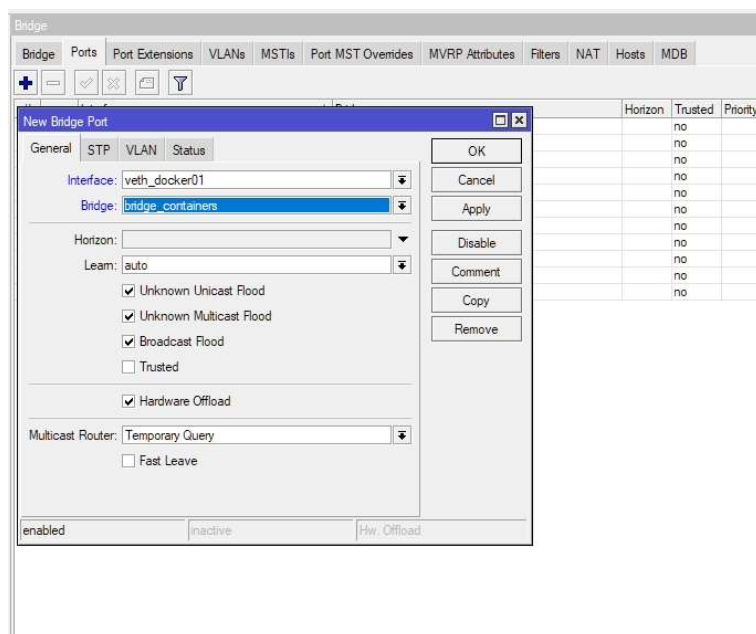 Bridge
Bridge Ports Port Extensions VLANs MSTIs Port MST Overrides MVRP Attributes Filters NAT Hosts MDB
Horizon Trusted Priority
New Bridge Port
General STP VLAN Status
Interface: veth_docker01
Bridge: bridge_containers
Horizon:
Learn: auto
Unknown Unicast Flood
Unknown Multicast Flood
Broadcast Flood
Trusted
Hardware Offload
Multicast Router: Temporary Query
Fast Leave
enabled inactive Hw. Offload
OK
Cancel
Apply
Disable
Comment
Copy
Remove
no
no
no
no
no
no
no
no
no
no
no